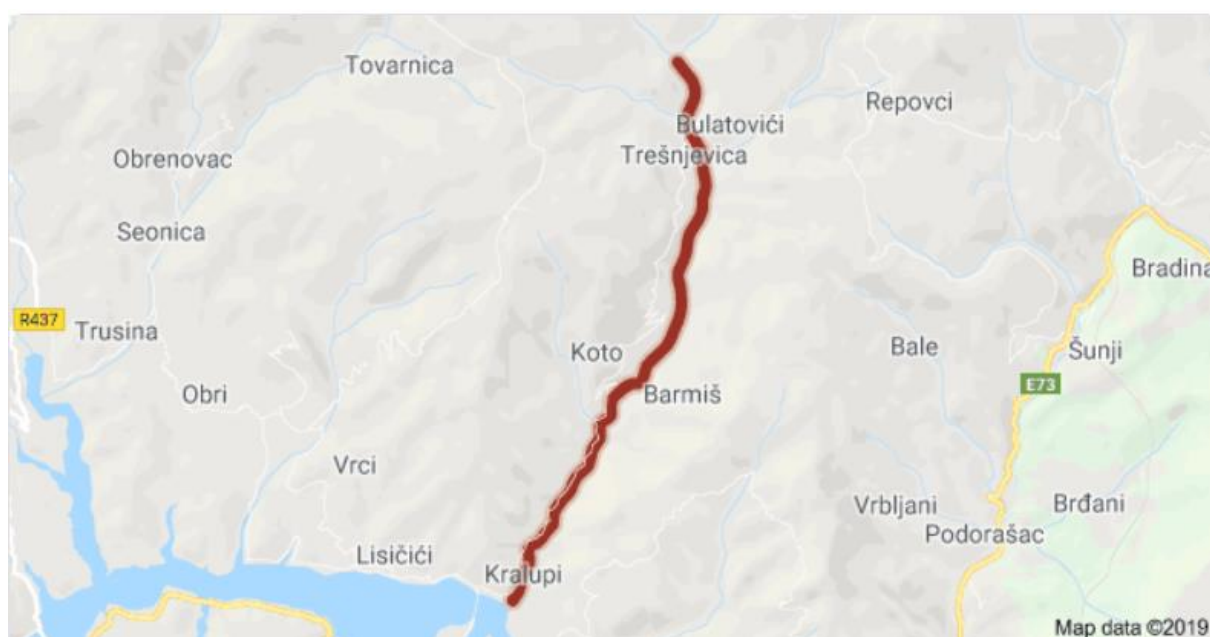 Tovarnica
Repovci
Bulatovići
Obrenovac
Trešnjevica
Seonica
Bradina
R437
Trusina
Koto
Bale
Šunji
Obri
Barmiš
E73
Vrci
Vrbljani
Brđani
Podorašac
Lisičići
Kralupi
Map data ©2019